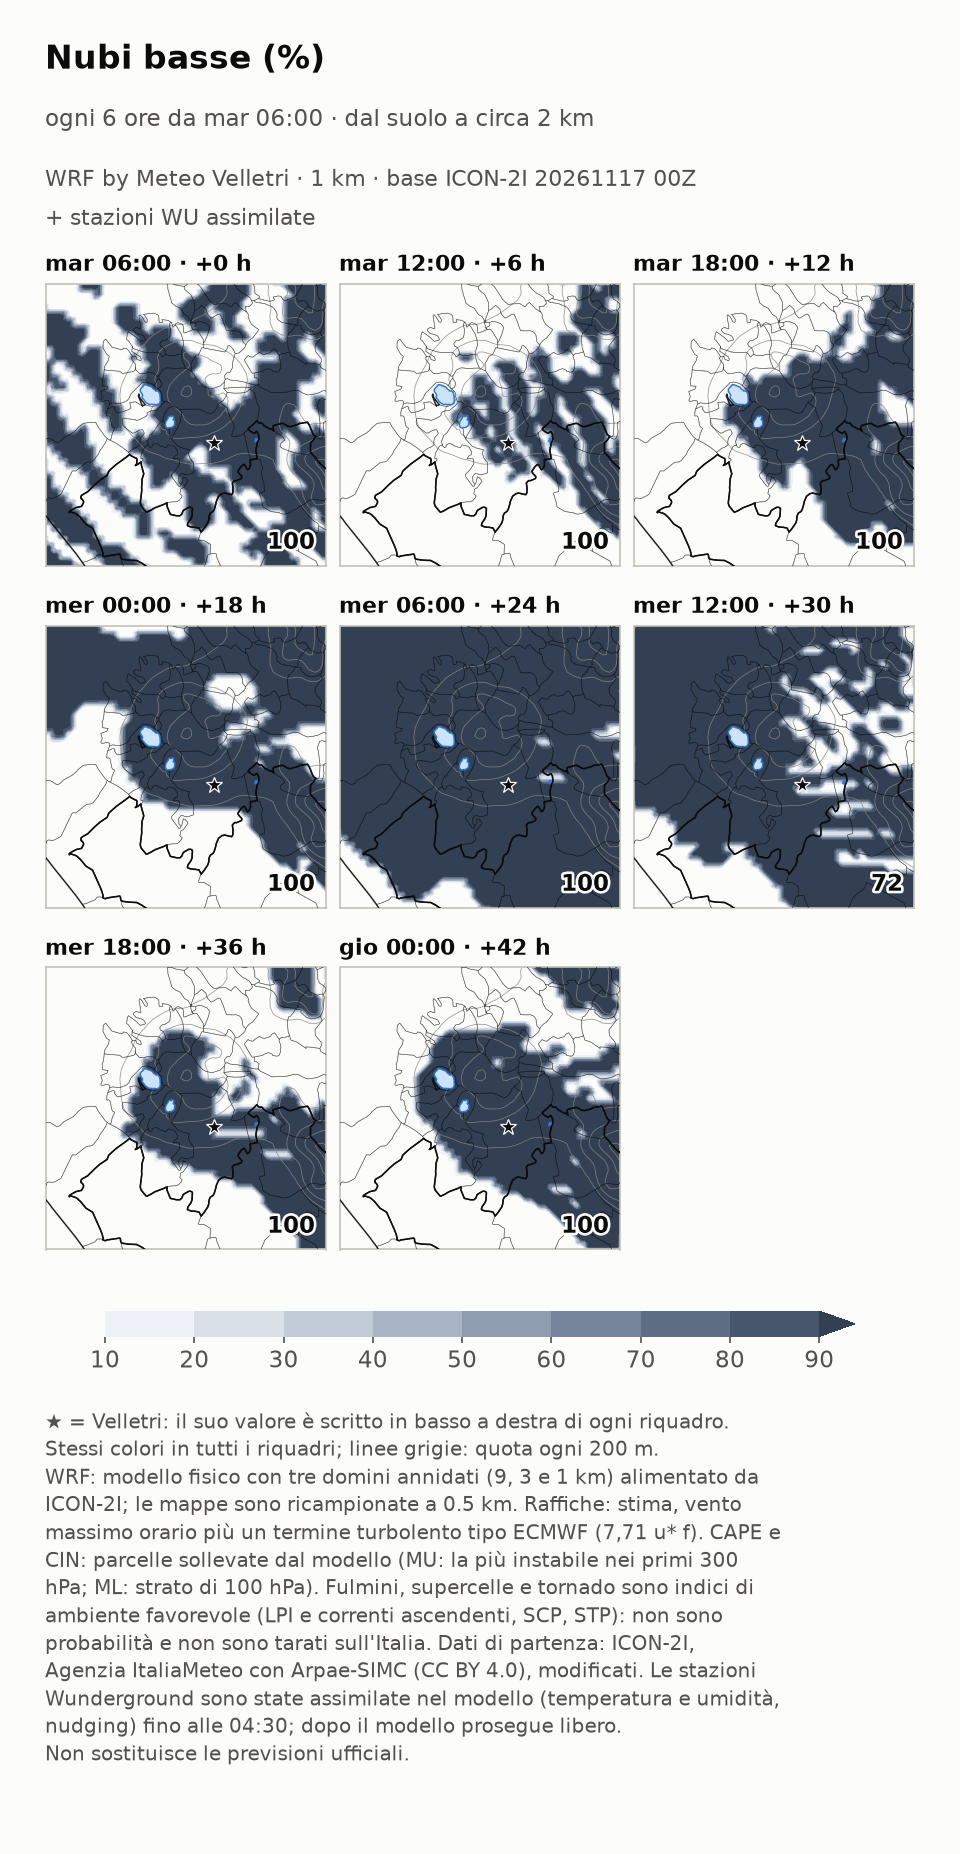 Nubi basse (%)
ogni 6 ore da mar 06:00 · dal suolo a circa 2 km
WRF by Meteo Velletri · 1 km · base ICON-2I 20261117 00Z
+ stazioni WU assimilate
mar 06:00 · +0 h
mar 12:00 · +6 h
mar 18:00 · +12 h
100
100
100
mer 00:00 · +18 h
mer 06:00 · +24 h
mer 12:00 · +30 h
100
100
72
mer 18:00 · +36 h
gio 00:00 · +42 h
100
100
10 20 30 40 50 60 70 80 90
★ = Velletri: il suo valore è scritto in basso a destra di ogni riquadro.
Stessi colori in tutti i riquadri; linee grigie: quota ogni 200 m.
WRF: modello fisico con tre domini annidati (9, 3 e 1 km) alimentato da
ICON-2I; le mappe sono ricampionate a 0.5 km. Raffiche: stima, vento
massimo orario più un termine turbolento tipo ECMWF (7,71 u* f). CAPE e
CIN: parcelle sollevate dal modello (MU: la più instabile nei primi 300
hPa; ML: strato di 100 hPa). Fulmini, supercelle e tornado sono indici di
ambiente favorevole (LPI e correnti ascendenti, SCP, STP): non sono
probabilità e non sono tarati sull'Italia. Dati di partenza: ICON-2I,
Agenzia ItaliaMeteo con Arpae-SIMC (CC BY 4.0), modificati. Le stazioni
Wunderground sono state assimilate nel modello (temperatura e umidità,
nudging) fino alle 04:30; dopo il modello prosegue libero.
Non sostituisce le previsioni ufficiali.